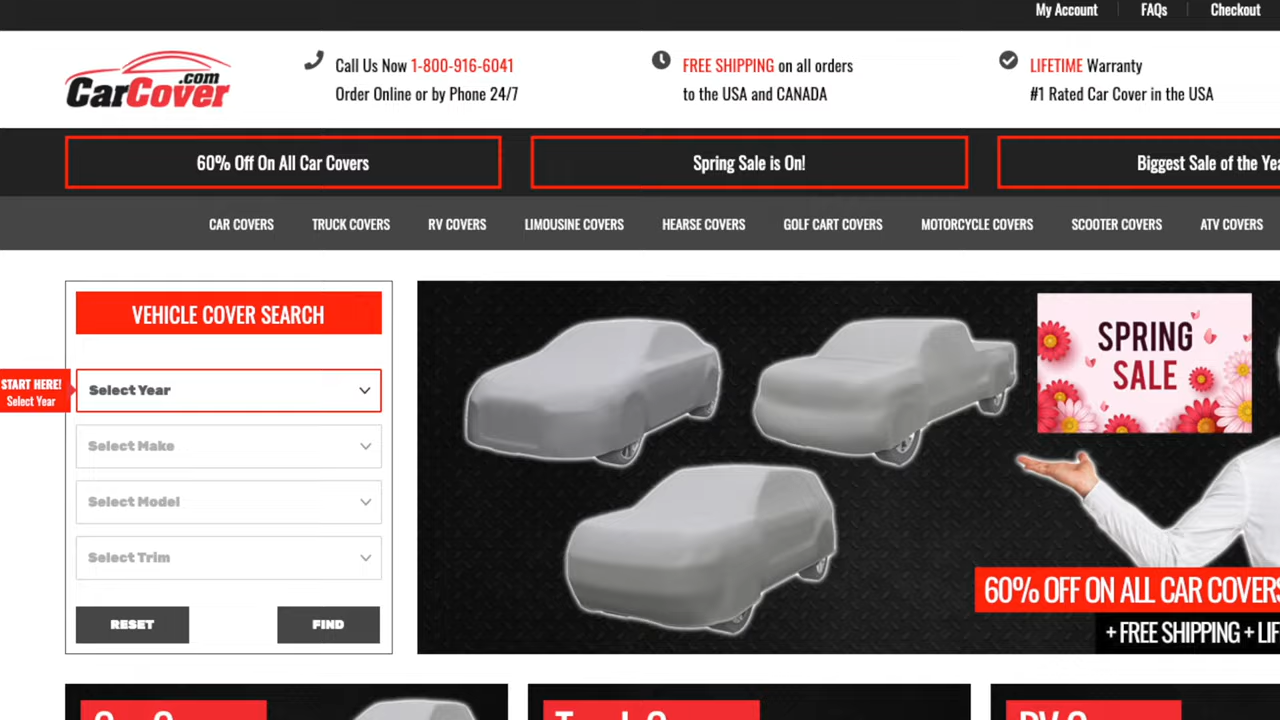 My Account
FAQs
Checkout
CarCover.com
Call Us Now 1-800-916-6041
Order Online or by Phone 24/7
FREE SHIPPING on all orders
to the USA and CANADA
LIFETIME Warranty
#1 Rated Car Cover in the USA
60% Off On All Car Covers
Spring Sale is On!
Biggest Sale of the
CAR COVERS
TRUCK COVERS
RV COVERS
LIMOUSINE COVERS
HEARSE COVERS
GOLF CART COVERS
MOTORCYCLE COVERS
SCOOTER COVERS
ATV COVERS
VEHICLE COVER SEARCH
START HERE!
Select Year
Select Year
Select Make
Select Model
Select Trim
RESET
FIND
SPRING
SALE
60% OFF ON ALL CAR COVERS
+ FREE SHIPPING +